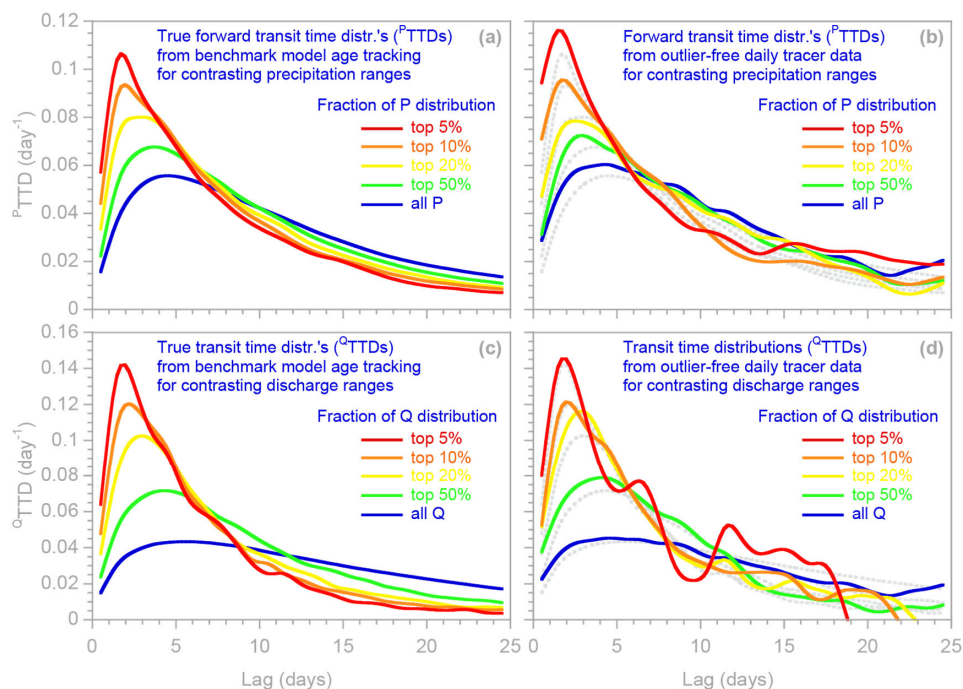 0.12
0.1
0.08
0.06
0.04
0.02
0
ᴾTTD (day⁻¹)
True forward transit time distr.'s (ᴾTTDs)
from benchmark model age tracking
for contrasting precipitation ranges
(a)
Fraction of P distribution
top 5%
top 10%
top 20%
top 50%
all P
Forward transit time distr.'s (ᴾTTDs)
from outlier-free daily tracer data
for contrasting precipitation ranges
(b)
Fraction of P distribution
top 5%
top 10%
top 20%
top 50%
all P
0.16
0.14
0.12
0.1
0.08
0.06
0.04
0.02
0
QTTD (day⁻¹)
True transit time distr.'s (QTTDs)
from benchmark model age tracking
for contrasting discharge ranges
(c)
Fraction of Q distribution
top 5%
top 10%
top 20%
top 50%
all Q
Transit time distributions (QTTDs)
from outlier-free daily tracer data
for contrasting discharge ranges
(d)
Fraction of Q distribution
top 5%
top 10%
top 20%
top 50%
all Q
0 5 10 15 20 25
0 5 10 15 20 25
Lag (days)
Lag (days)